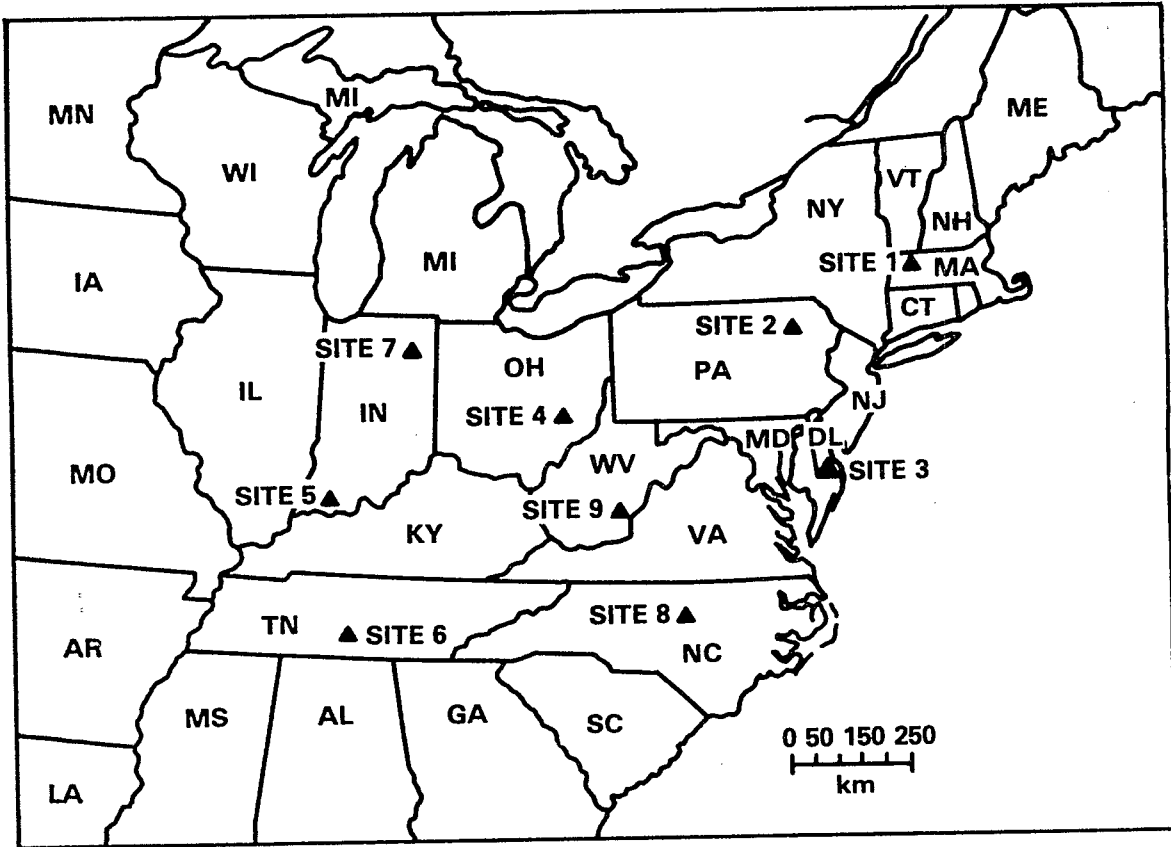 MN
MI
ME
WI
VT
NY
NH
MI
SITE 1
MA
IA
CT
SITE 2
SITE 7
OH
PA
IL
IN
NJ
SITE 4
MD
DL
WV
SITE 3
MO
SITE 5
SITE 9
KY
VA
SITE 8
TN
SITE 6
AR
NC
MS
AL
GA
SC
0 50 150 250
km
LA